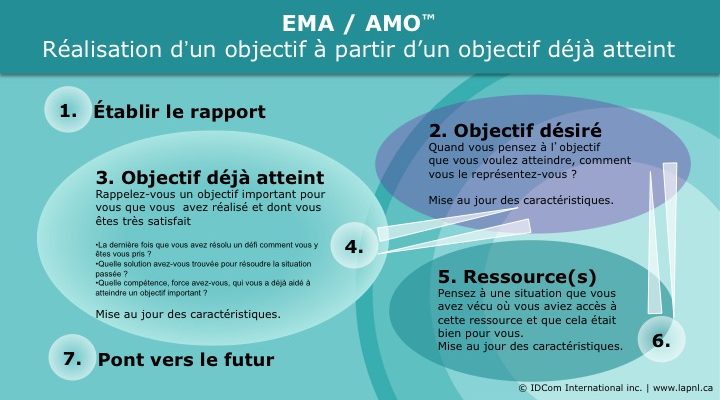 EMA / AMO™
Réalisation d'un objectif à partir d'un objectif déjà atteint
1. Établir le rapport
2. Objectif désiré
Quand vous pensez à l'objectif
que vous voulez atteindre, comment
vous le représentez-vous ?
Mise au jour des caractéristiques.
3. Objectif déjà atteint
Rappelez-vous un objectif important pour
vous que vous avez réalisé et dont vous
êtes très satisfait
•La dernière fois que vous avez résolu un défi comment vous y
êtes vous pris ?
•Quelle solution avez-vous trouvée pour résoudre la situation
passée ?
•Quelle compétence, force avez-vous, qui vous a déjà aidé à
atteindre un objectif important ?
Mise au jour des caractéristiques.
4.
5. Ressource(s)
Pensez à une situation que vous
avez vécu où vous aviez accès à
cette ressource et que cela était
bien pour vous.
Mise au jour des caractéristiques.
6.
7. Pont vers le futur
© IDCom International inc. | www.lapnl.ca